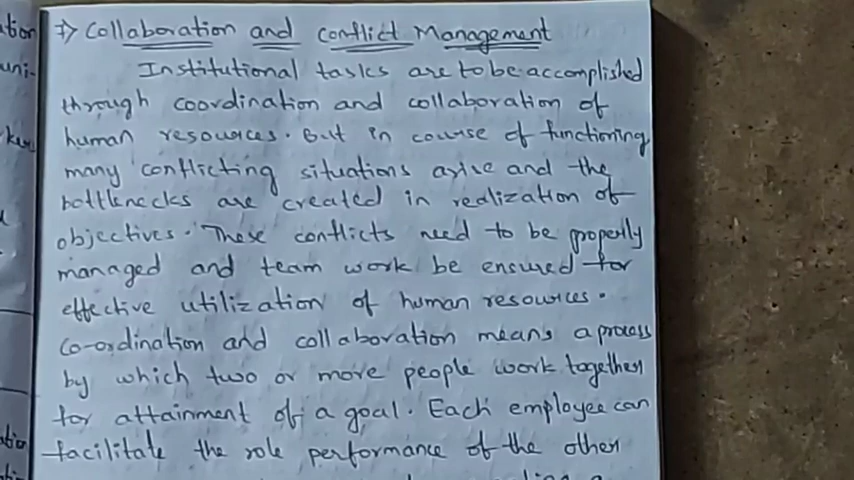 => Collaboration and Conflict Management
Institutional tasks are to be accomplished
through coordination and collaboration of
human resources. But in course of functioning
many conflicting situations arise and the
bottlenecks are created in realization of
objectives. These conflicts need to be properly
managed and team work be ensured for
effective utilization of human resources.
Co-ordination and collaboration means a process
by which two or more people work together
for attainment of a goal. Each employee can
facilitate the role performance of the other